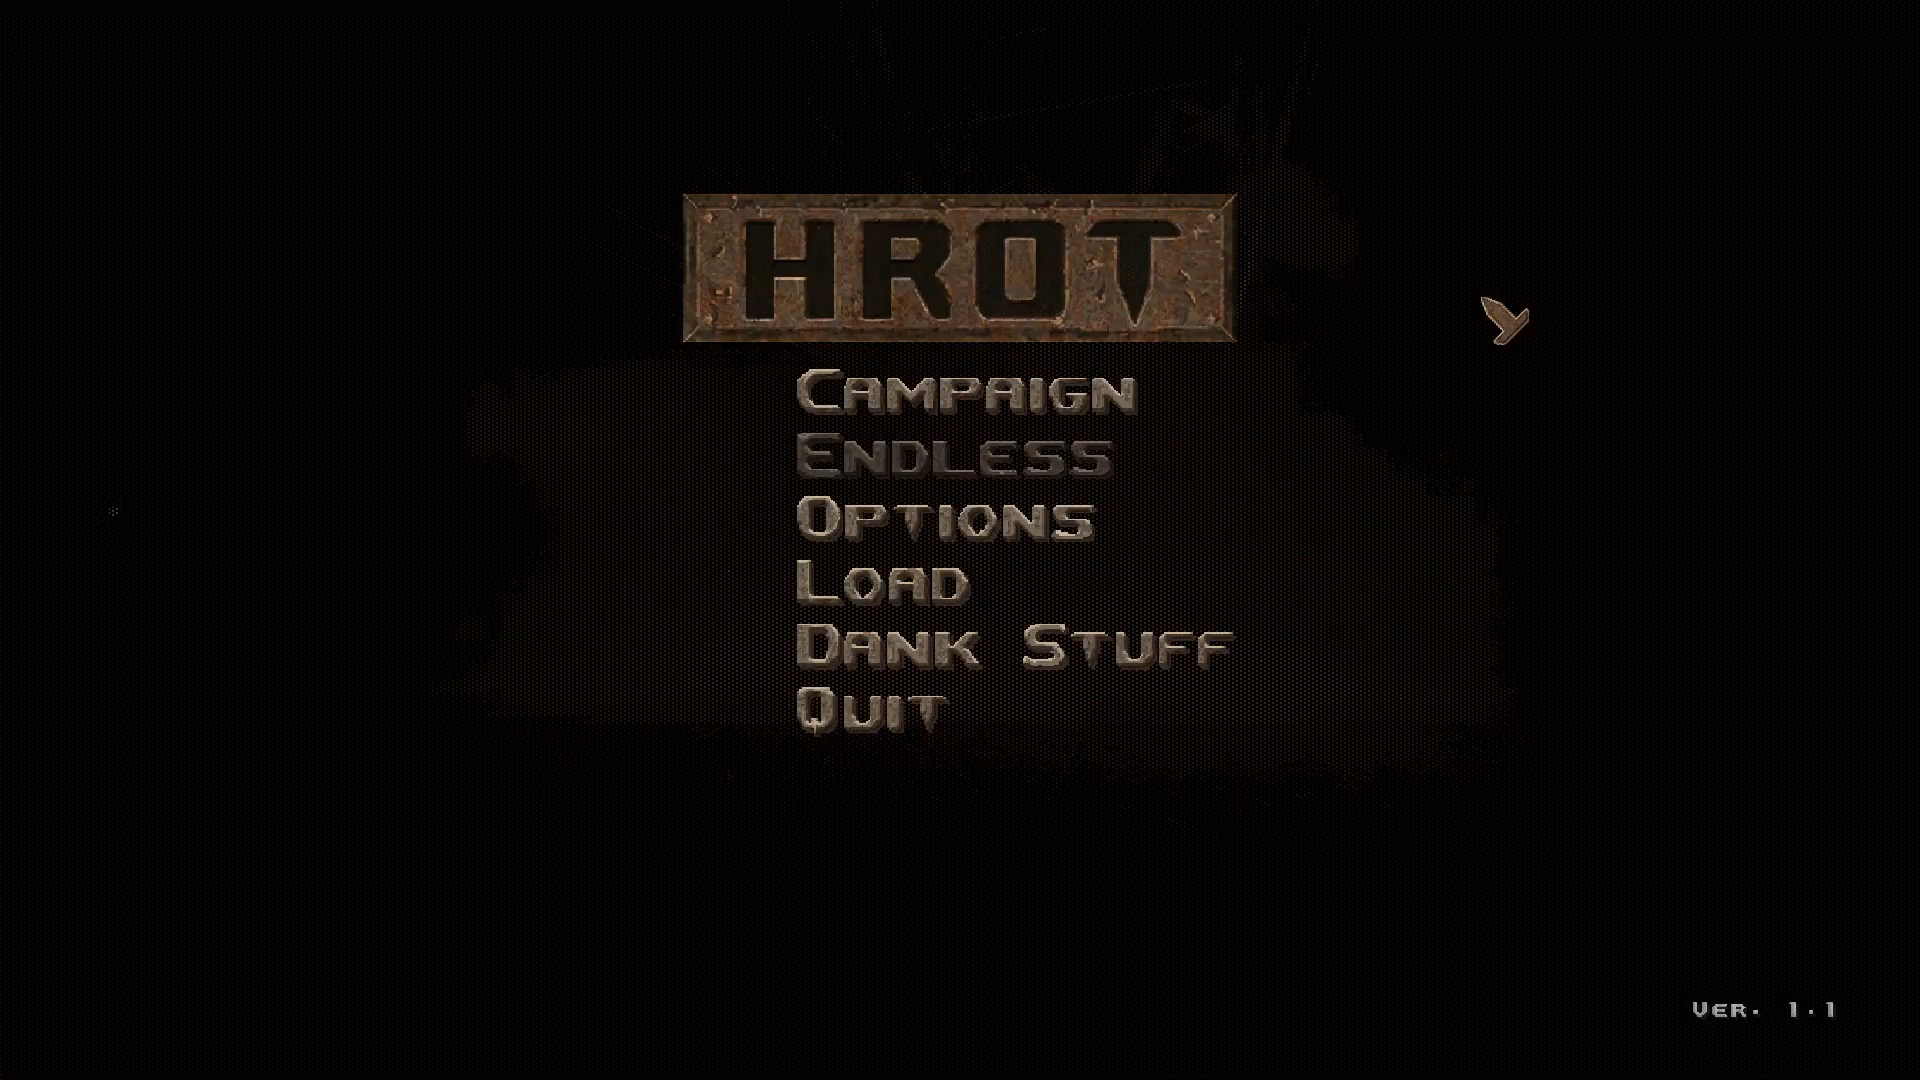 HROT
Campaign
Endless
Options
Load
Dank Stuff
Quit
Ver. 1.1